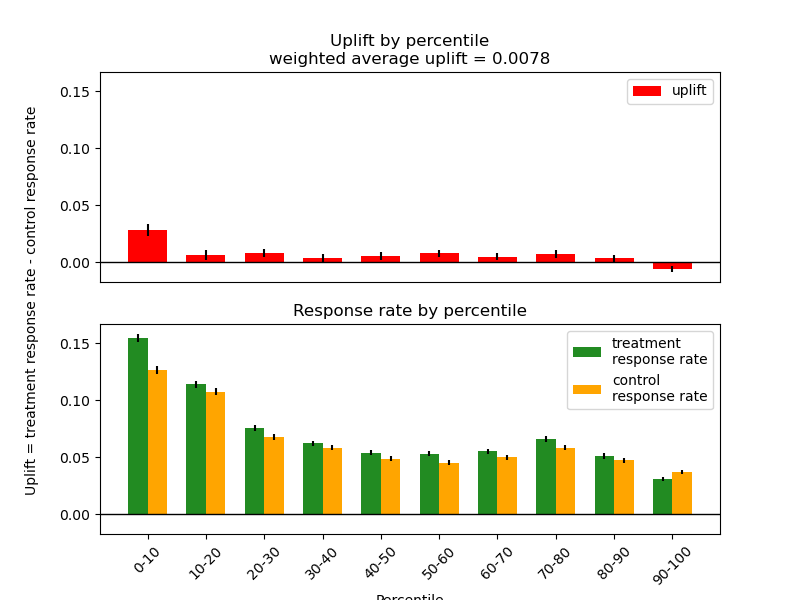 Uplift by percentile
weighted average uplift = 0.0078
uplift
0.15
0.10
0.05
0.00
Uplift = treatment response rate - control response rate
Response rate by percentile
treatment
response rate
control
response rate
0.15
0.10
0.05
0.00
0-10
10-20
20-30
30-40
40-50
50-60
60-70
70-80
80-90
90-100
Percentile